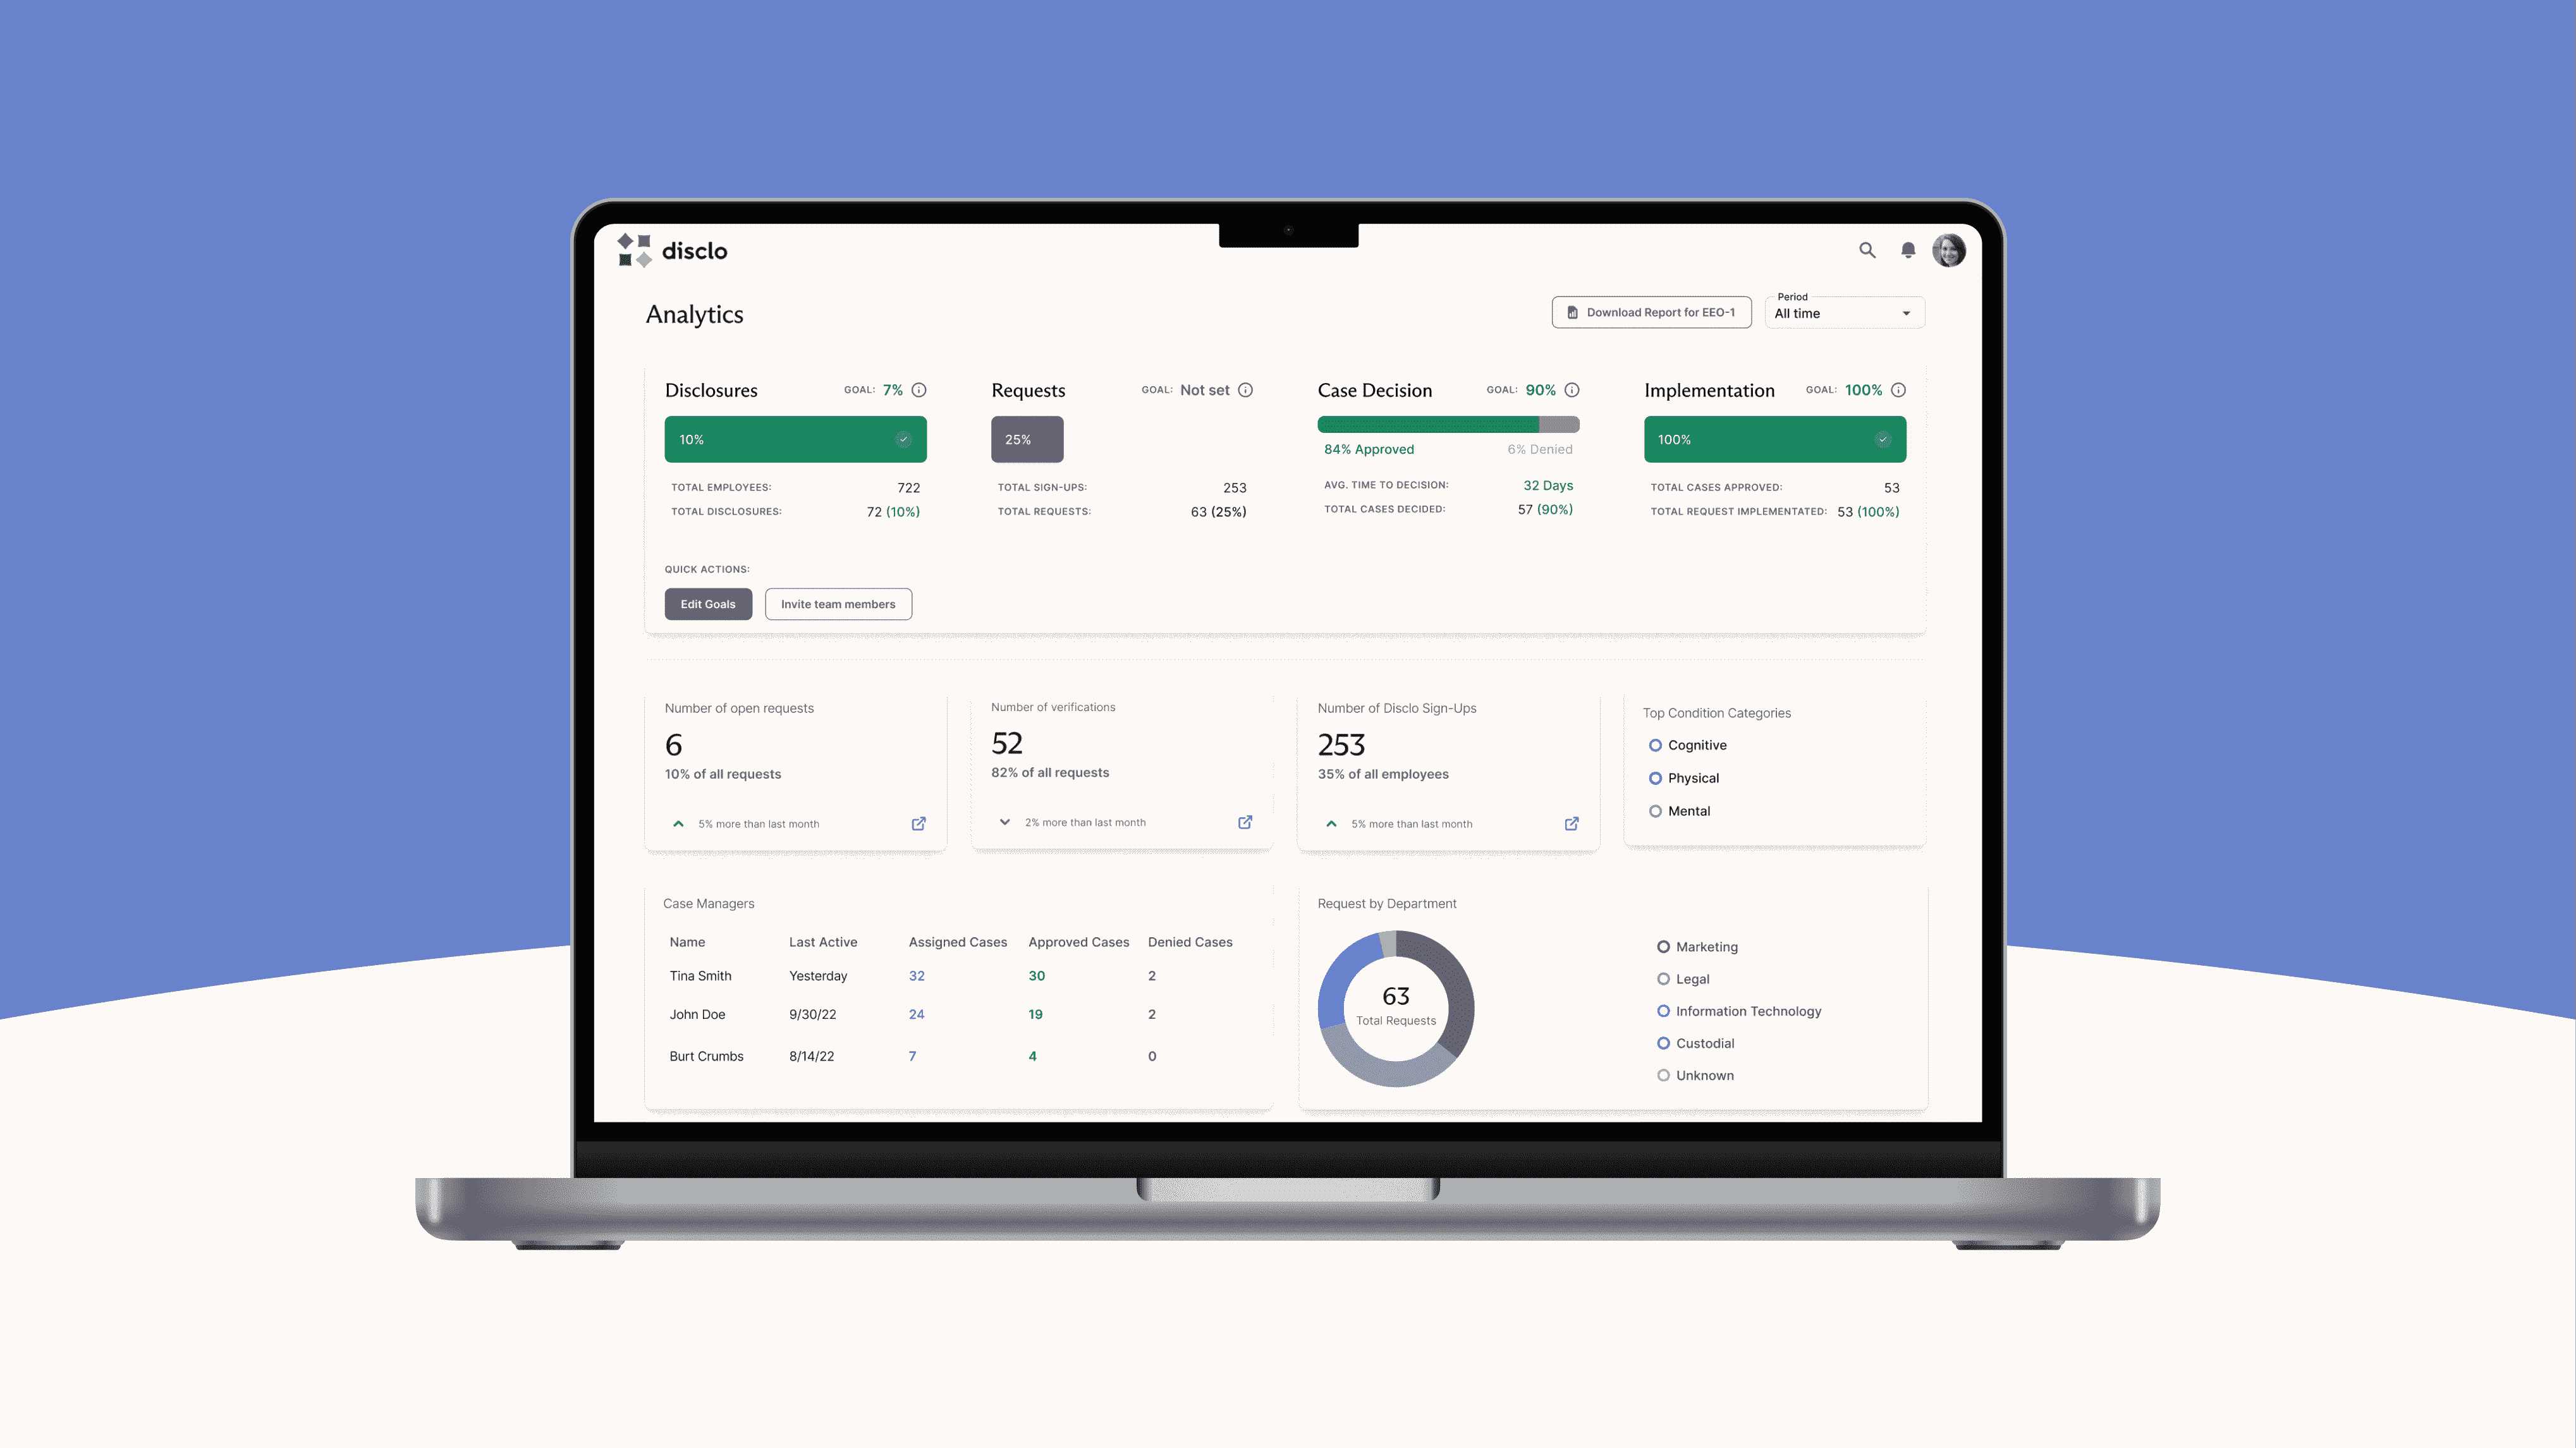 disclo
Analytics
Download Report for EEO-1
Period
All time
Disclosures GOAL: 7%
10%
TOTAL EMPLOYEES: 722
TOTAL DISCLOSURES: 72 (10%)
Requests GOAL: Not set
25%
TOTAL SIGN-UPS: 253
TOTAL REQUESTS: 63 (25%)
Case Decision GOAL: 90%
84% Approved 6% Denied
AVG. TIME TO DECISION: 32 Days
TOTAL CASES DECIDED: 57 (90%)
Implementation GOAL: 100%
100%
TOTAL CASES APPROVED: 53
TOTAL REQUEST IMPLEMENTATED: 53 (100%)
QUICK ACTIONS:
Edit Goals Invite team members
Number of open requests
6
10% of all requests
5% more than last month
Number of verifications
52
82% of all requests
2% more than last month
Number of Disclo Sign-Ups
253
35% of all employees
5% more than last month
Top Condition Categories
Cognitive
Physical
Mental
Case Managers
Name Last Active Assigned Cases Approved Cases Denied Cases
Tina Smith Yesterday 32 30 2
John Doe 9/30/22 24 19 2
Burt Crumbs 8/14/22 7 4 0
Request by Department
63
Total Requests
Marketing
Legal
Information Technology
Custodial
Unknown